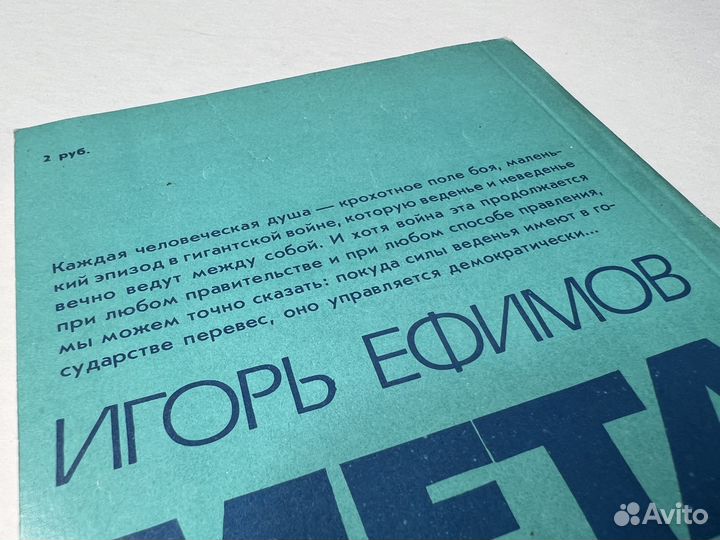 2 руб.
Каждая человеческая душа — крохотное поле боя, малень-
кий эпизод в гигантской войне, которую веденье и неведенье
вечно ведут между собой. И хотя война эта продолжается
при любом правительстве и при любом способе правления,
мы можем точно сказать: покуда силы веденья имеют в го-
сударстве перевес, оно управляется демократически...
ИГОРЬ ЕФИМОВ
МЕТА
Avito